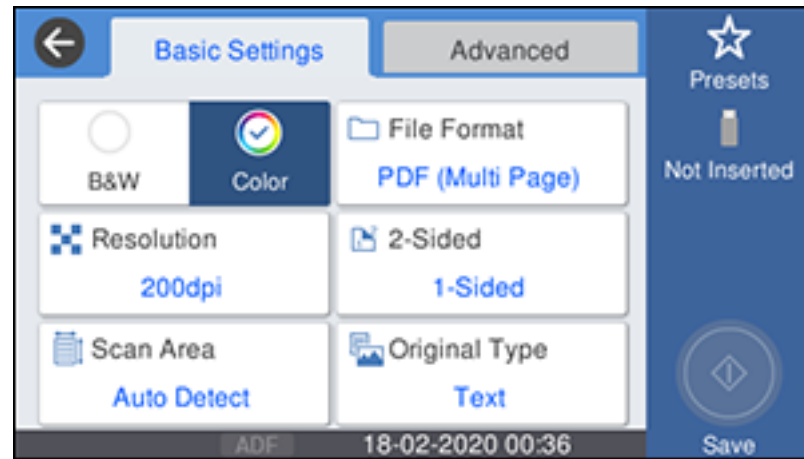 Basic Settings
Advanced
Presets
Not Inserted
B&W
Color
File Format
PDF (Multi Page)
Resolution
200dpi
2-Sided
1-Sided
Scan Area
Auto Detect
Original Type
Text
ADF
18-02-2020 00:36
Save